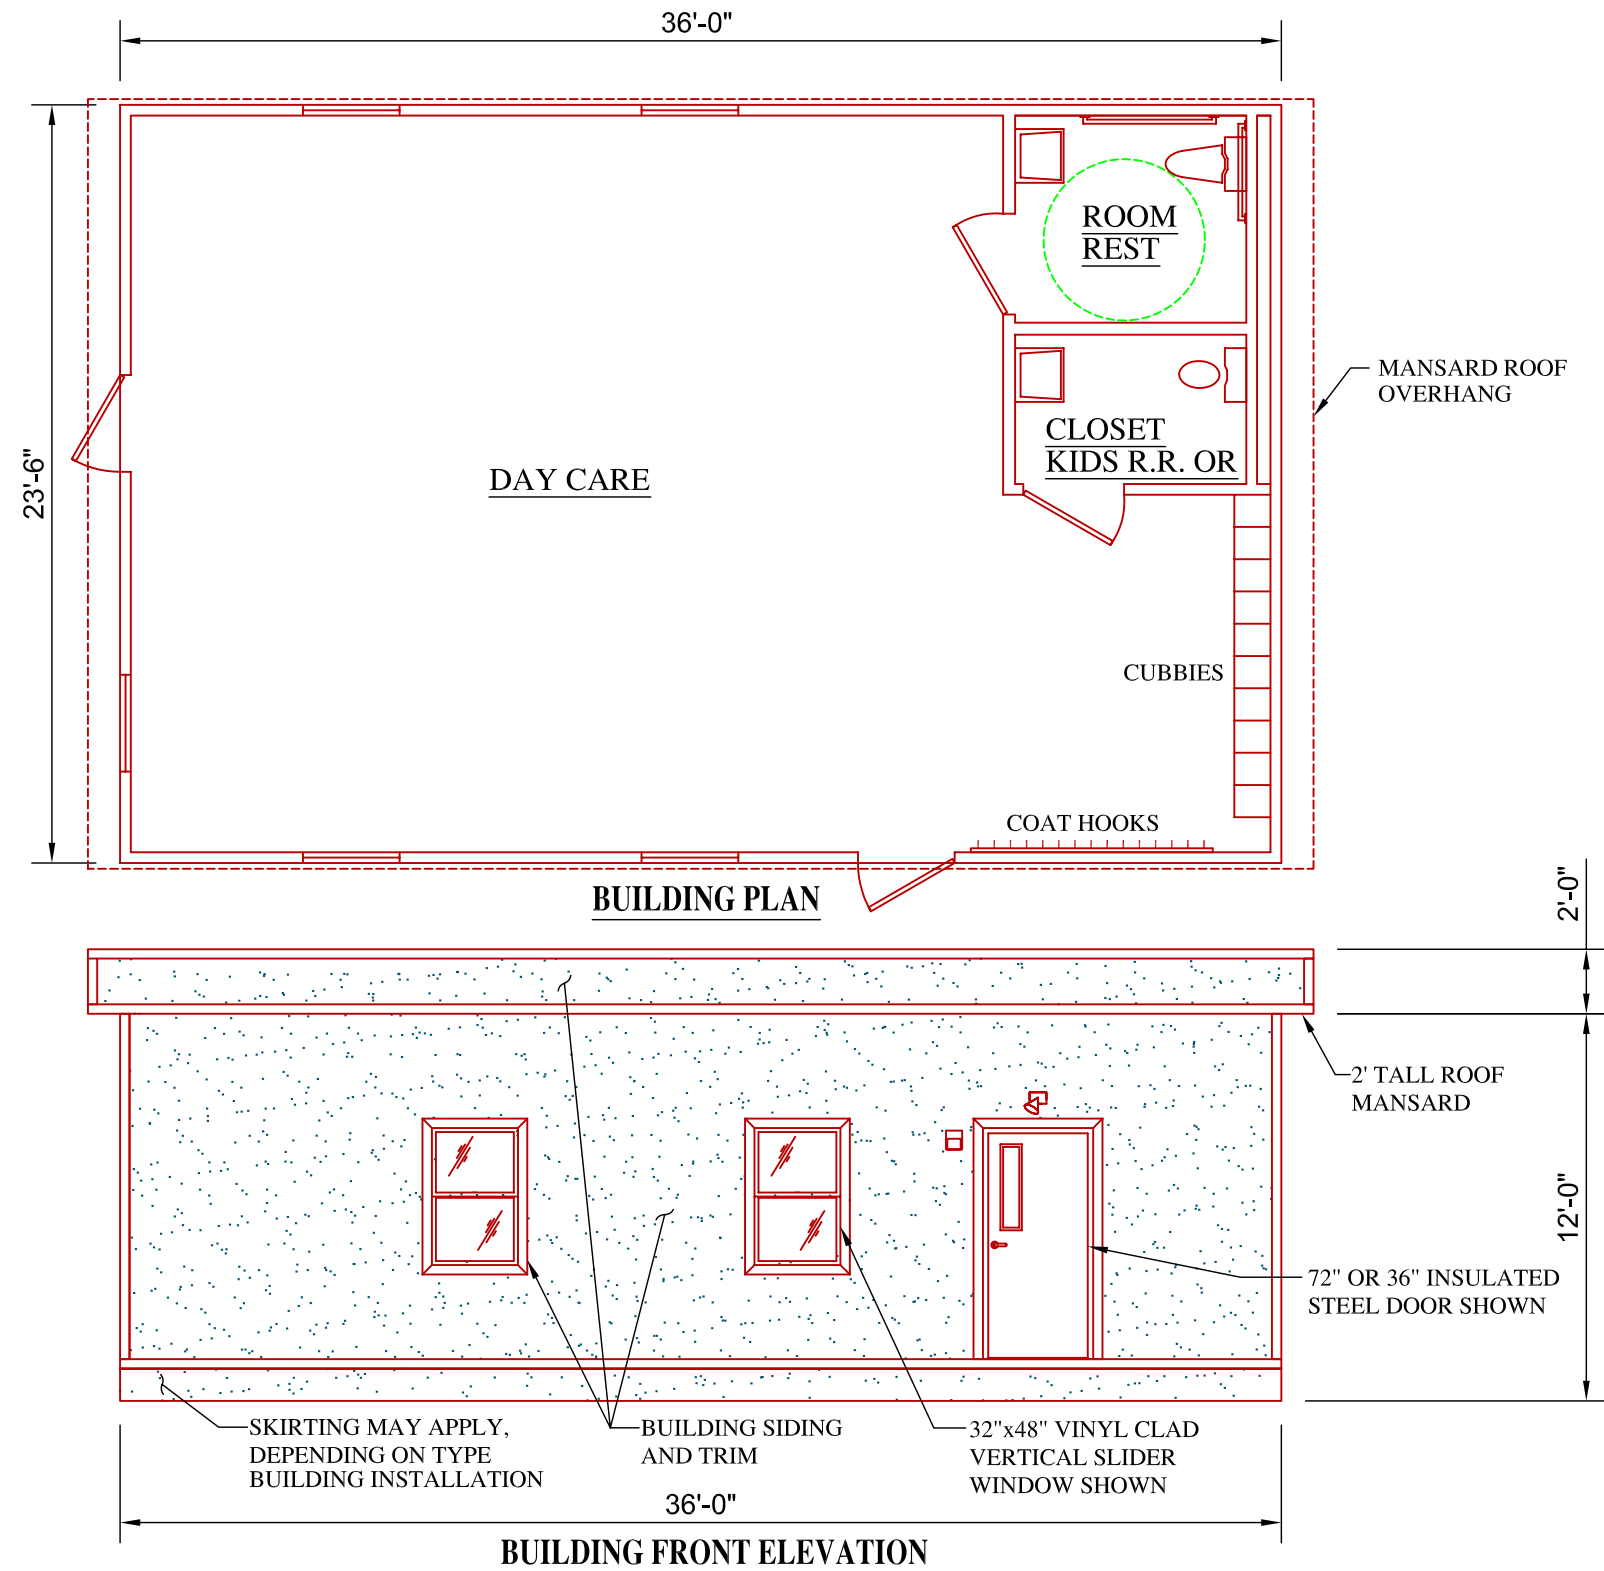 36'-0"
ROOM
REST
MANSARD ROOF
OVERHANG
CLOSET
KIDS R.R. OR
23'-6"
DAY CARE
CUBBIES
COAT HOOKS
BUILDING PLAN
2'-0"
2' TALL ROOF
MANSARD
12'-0"
72" OR 36" INSULATED
STEEL DOOR SHOWN
SKIRTING MAY APPLY,
DEPENDING ON TYPE
BUILDING INSTALLATION
BUILDING SIDING
AND TRIM
32"x48" VINYL CLAD
VERTICAL SLIDER
WINDOW SHOWN
36'-0"
BUILDING FRONT ELEVATION